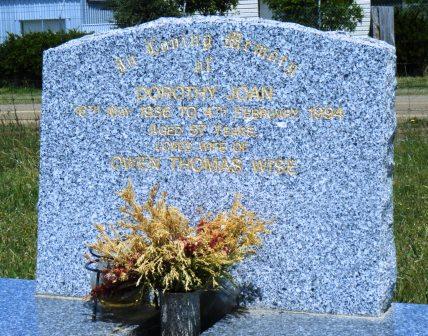 In Loving Memory
of
DOROTHY JOAN
16TH MAY 1936 TO 4TH FEBRUARY 1994
AGED 57 YEARS
LOVED WIFE OF
OWEN THOMAS WISE